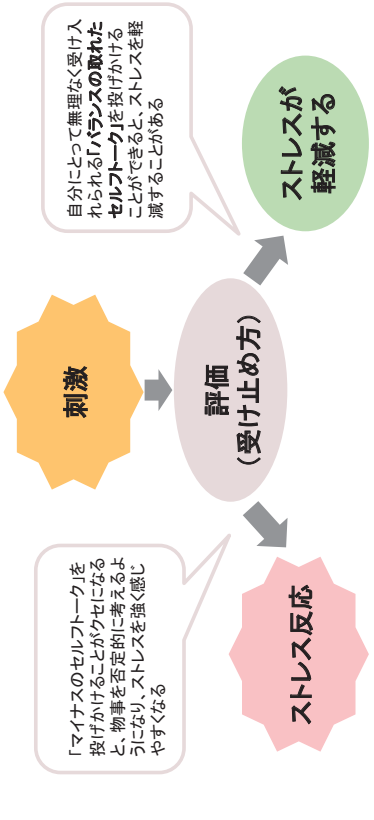 刺激
評価
(受け止め方)
「マイナスのセルフトーク」を
投げかけることがクセになる
と、物事を否定的に考えるよ
うになり、ストレスを強く感じ
やすくなる
自分にとって無理なく受け入
れられる「バランスの取れた
セルフトーク」を投げかける
ことができると、ストレスを軽
減することがある
ストレス反応
ストレスが
軽減する